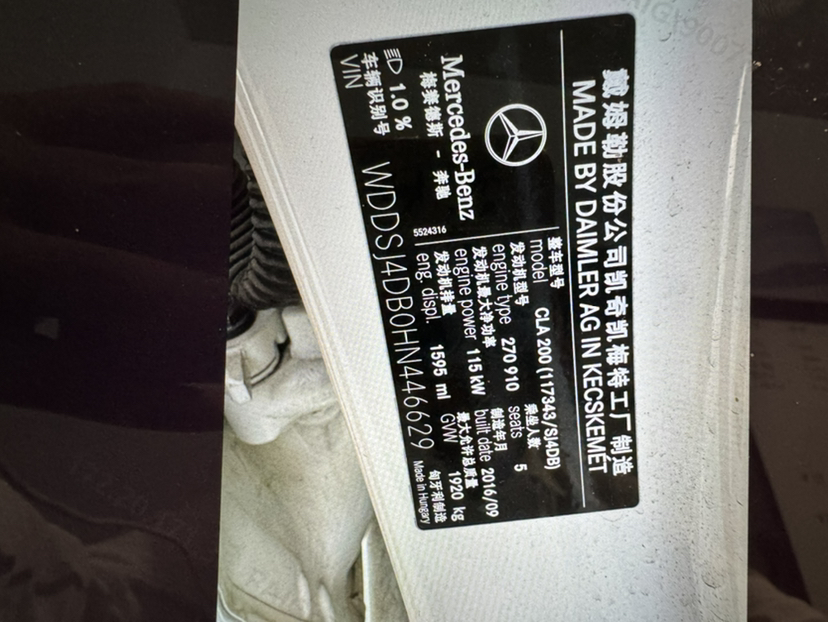 戴姆勒股份公司凯奇凯梅特工厂制造
MADE BY DAIMLER AG IN KECSKEMÉT
Mercedes-Benz
梅赛德斯 - 奔驰
1.0 %
整车型号
model CLA 200 (117343/SJ4DB)
发动机型号 乘坐人数
engine type 270 910 seats 5
发动机最大净功率 制造年月
engine power 115 kW built date 2016/09
发动机排量 最大允许总质量
eng. displ. 1595 ml GVW 1920 kg
5524316
车辆识别号 匈牙利制造
VIN WDDSJ4DB0HN446629 Made in Hungary